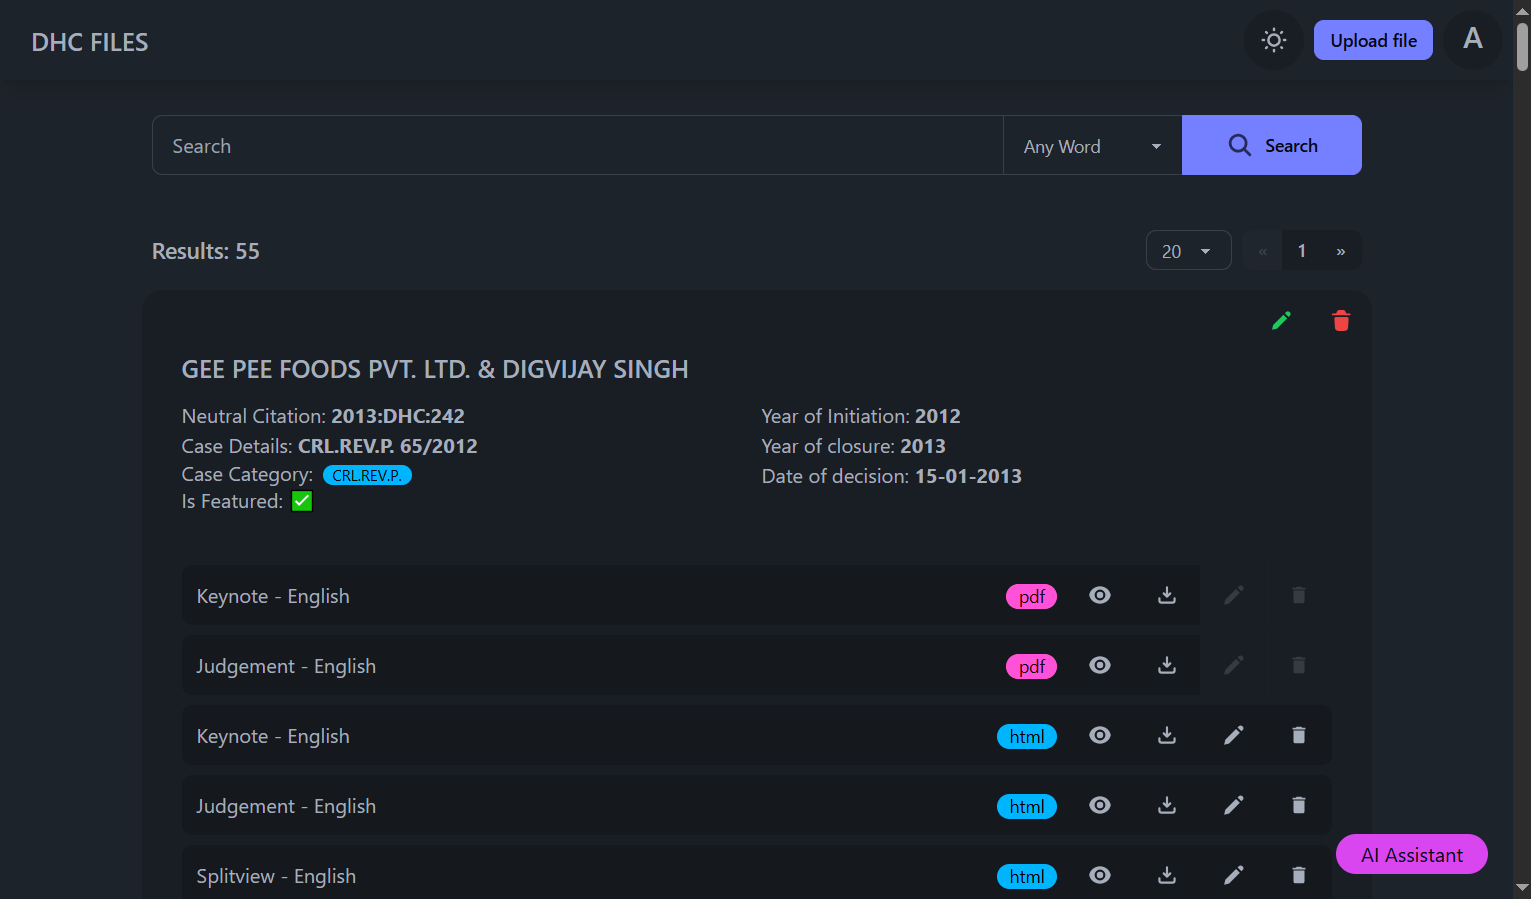 DHC FILES
Upload file
A
Search
Any Word
Search
Results: 55
20
« 1 »
GEE PEE FOODS PVT. LTD. & DIGVIJAY SINGH
Neutral Citation: 2013:DHC:242
Case Details: CRL.REV.P. 65/2012
Case Category: CRL.REV.P.
Is Featured: ✅
Year of Initiation: 2012
Year of closure: 2013
Date of decision: 15-01-2013
Keynote - English pdf
Judgement - English pdf
Keynote - English html
Judgement - English html
Splitview - English html
AI Assistant